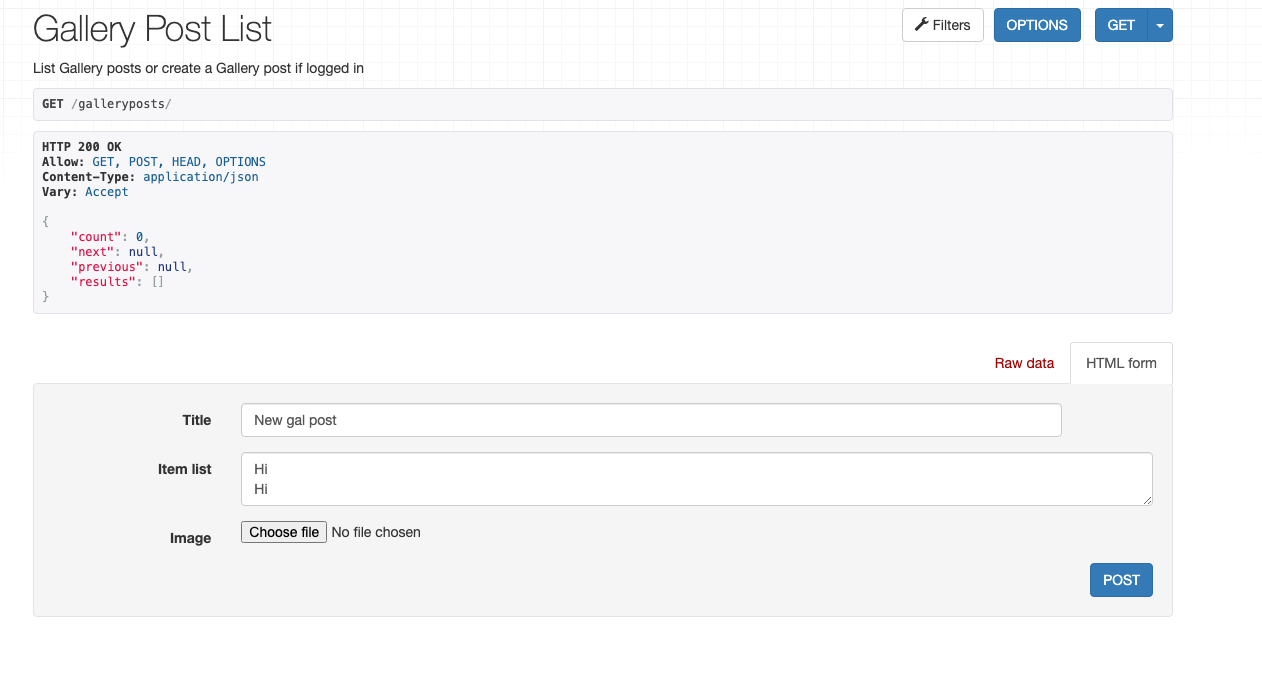 Gallery Post List
Filters
OPTIONS
GET
List Gallery posts or create a Gallery post if logged in
GET /galleryposts/
HTTP 200 OK
Allow: GET, POST, HEAD, OPTIONS
Content-Type: application/json
Vary: Accept
{
"count": 0,
"next": null,
"previous": null,
"results": []
}
Raw data
HTML form
Title
New gal post
Item list
Hi
Hi
Image
Choose file No file chosen
POST